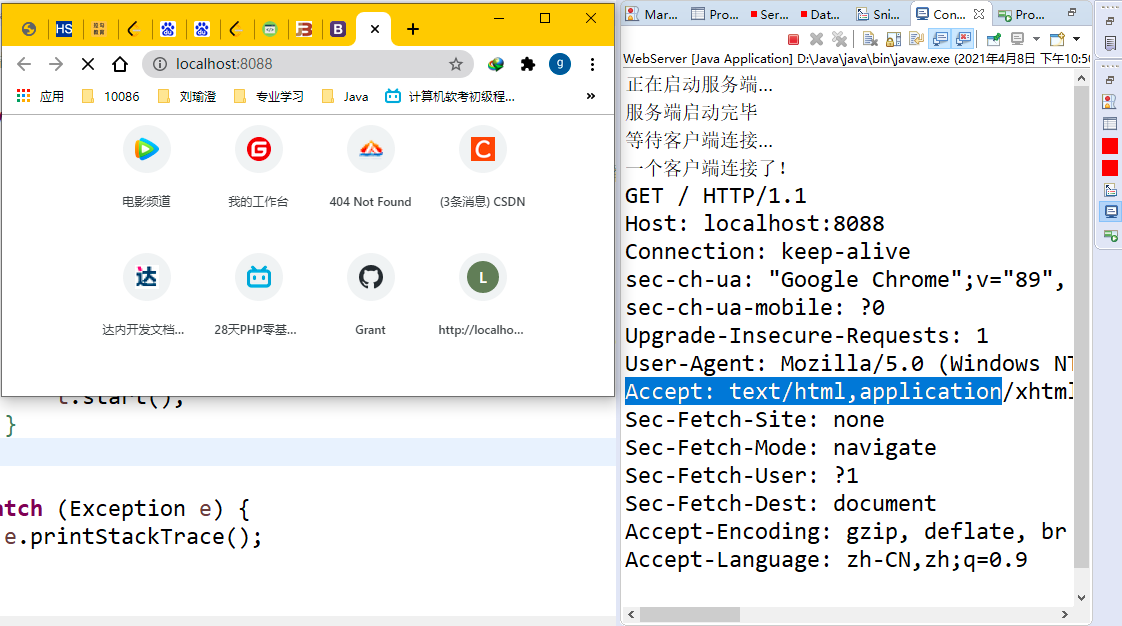 HS
B
localhost:8088
g
应用
10086
刘瑜澄
专业学习
Java
计算机软考初级程...
»
G
C
电影频道
我的工作台
404 Not Found
(3条消息) CSDN
达
L
达内开发文档...
28天PHP零基...
Grant
http://localho...
t.start();
}
atch (Exception e) {
e.printStackTrace();
Mar...
Pro...
Ser...
Dat...
Sni...
Con...
Pro...
WebServer [Java Application] D:\Java\java\bin\javaw.exe (2021年4月8日 下午10:50
正在启动服务端...
服务端启动完毕
等待客户端连接...
一个客户端连接了!
GET / HTTP/1.1
Host: localhost:8088
Connection: keep-alive
sec-ch-ua: "Google Chrome";v="89",
sec-ch-ua-mobile: ?0
Upgrade-Insecure-Requests: 1
User-Agent: Mozilla/5.0 (Windows NT
Accept: text/html,application/xhtml
Sec-Fetch-Site: none
Sec-Fetch-Mode: navigate
Sec-Fetch-User: ?1
Sec-Fetch-Dest: document
Accept-Encoding: gzip, deflate, br
Accept-Language: zh-CN,zh;q=0.9